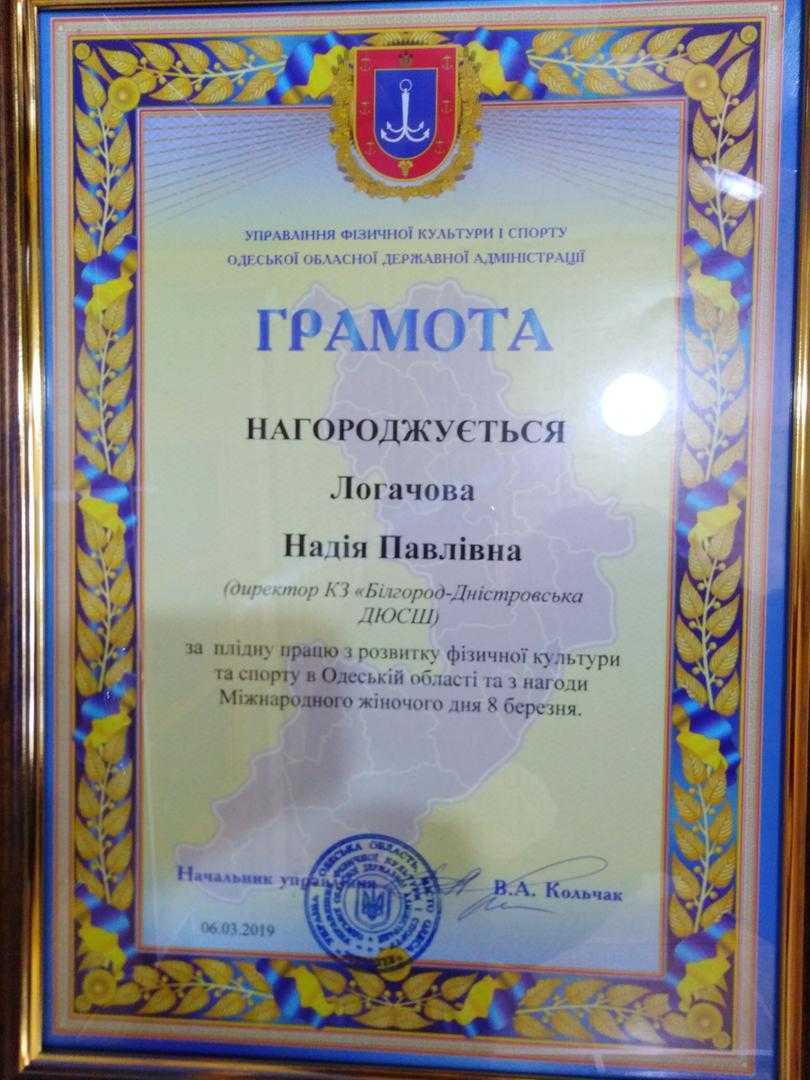 УПРАВЛІННЯ ФІЗИЧНОЇ КУЛЬТУРИ І СПОРТУ
ОДЕСЬКОЇ ОБЛАСНОЇ ДЕРЖАВНОЇ АДМІНІСТРАЦІЇ
ГРАМОТА
НАГОРОДЖУЄТЬСЯ
Логачова
Надія Павлівна
(директор КЗ «Білгород-Дністровська
ДЮСШ)
за плідну працю з розвитку фізичної культури
та спорту в Одеській області та з нагоди
Міжнародного жіночого дня 8 березня.
Начальник управління В.А. Кольчак
06.03.2019